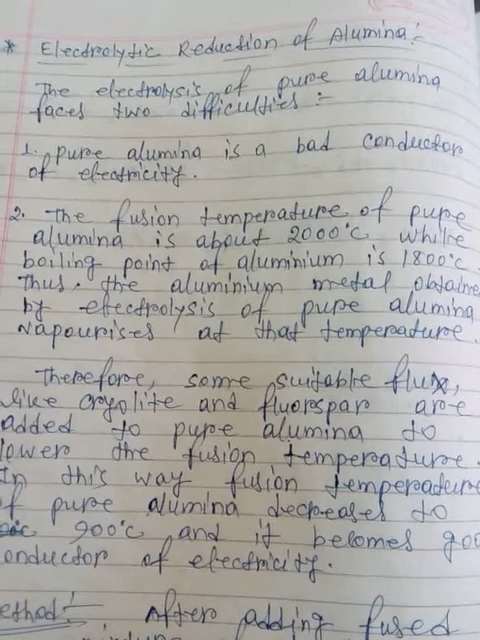 * Electrolytic Reduction of Alumina:-
The electrolysis of pure alumina
faces two difficulties :-
1. pure alumina is a bad conductor
of electricity.
2. The fusion temperature of pure
alumina is about 2000°c while
boiling point of aluminium is 1800°c.
Thus. the aluminium metal obtaine
by electrolysis of pure alumina
vapourises at that temperature.
Therefore, some suitable flux,
like cryolite and fluorspar are
added to pure alumina to
lower the fusion temperature.
In this way fusion temperature
of pure alumina decreases to
900°c and it becomes goo
onductor of electricity.
ethod:- After adding fused